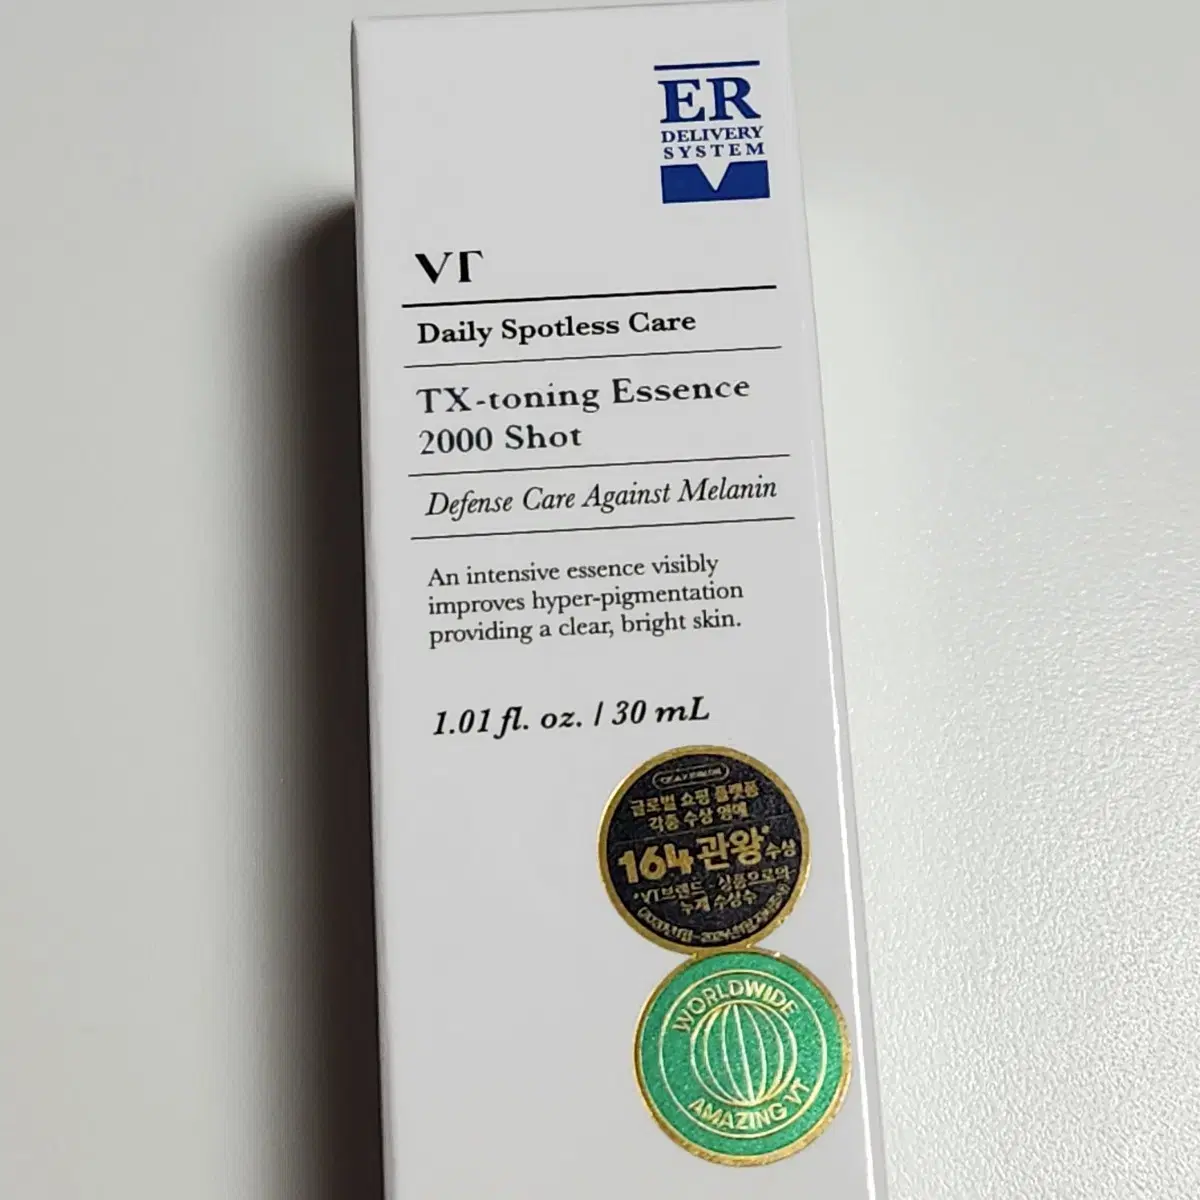 ER
DELIVERY
SYSTEM
VT
Daily Spotless Care
TX-toning Essence
2000 Shot
Defense Care Against Melanin
An intensive essence visibly
improves hyper-pigmentation
providing a clear, bright skin.
1.01 fl. oz. / 30 mL
글로벌 쇼핑 플랫폼
각종 수상 영예
164관왕* 수상
*VT브랜드 상품으로의
누계 수상수
WORLDWIDE
AMAZING VT